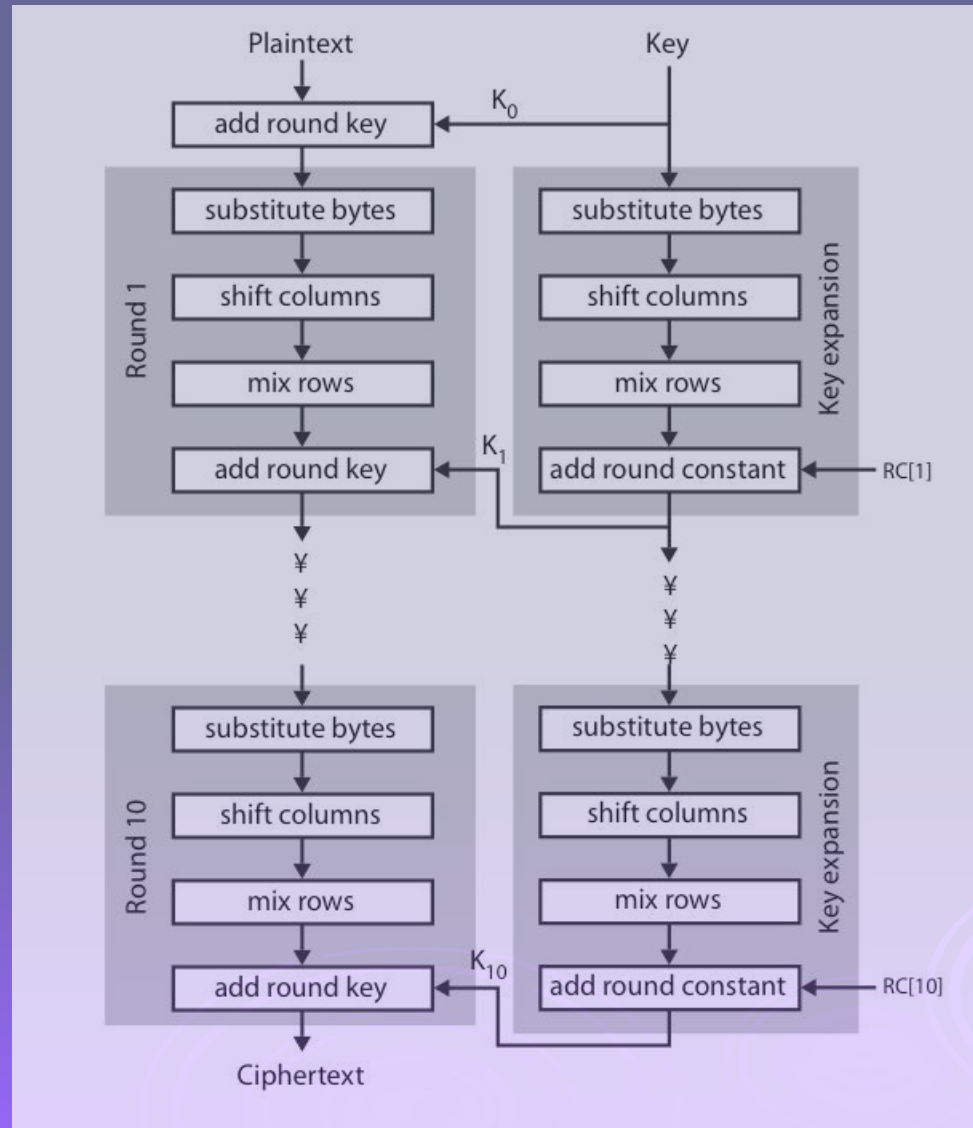 Plaintext
Key
K0
add round key
Round 1
substitute bytes
shift columns
mix rows
K1
add round key
substitute bytes
shift columns
mix rows
add round constant
Key expansion
RC[1]
¥
¥
¥
¥
¥
¥
Round 10
substitute bytes
shift columns
mix rows
K10
add round key
substitute bytes
shift columns
mix rows
add round constant
Key expansion
RC[10]
Ciphertext